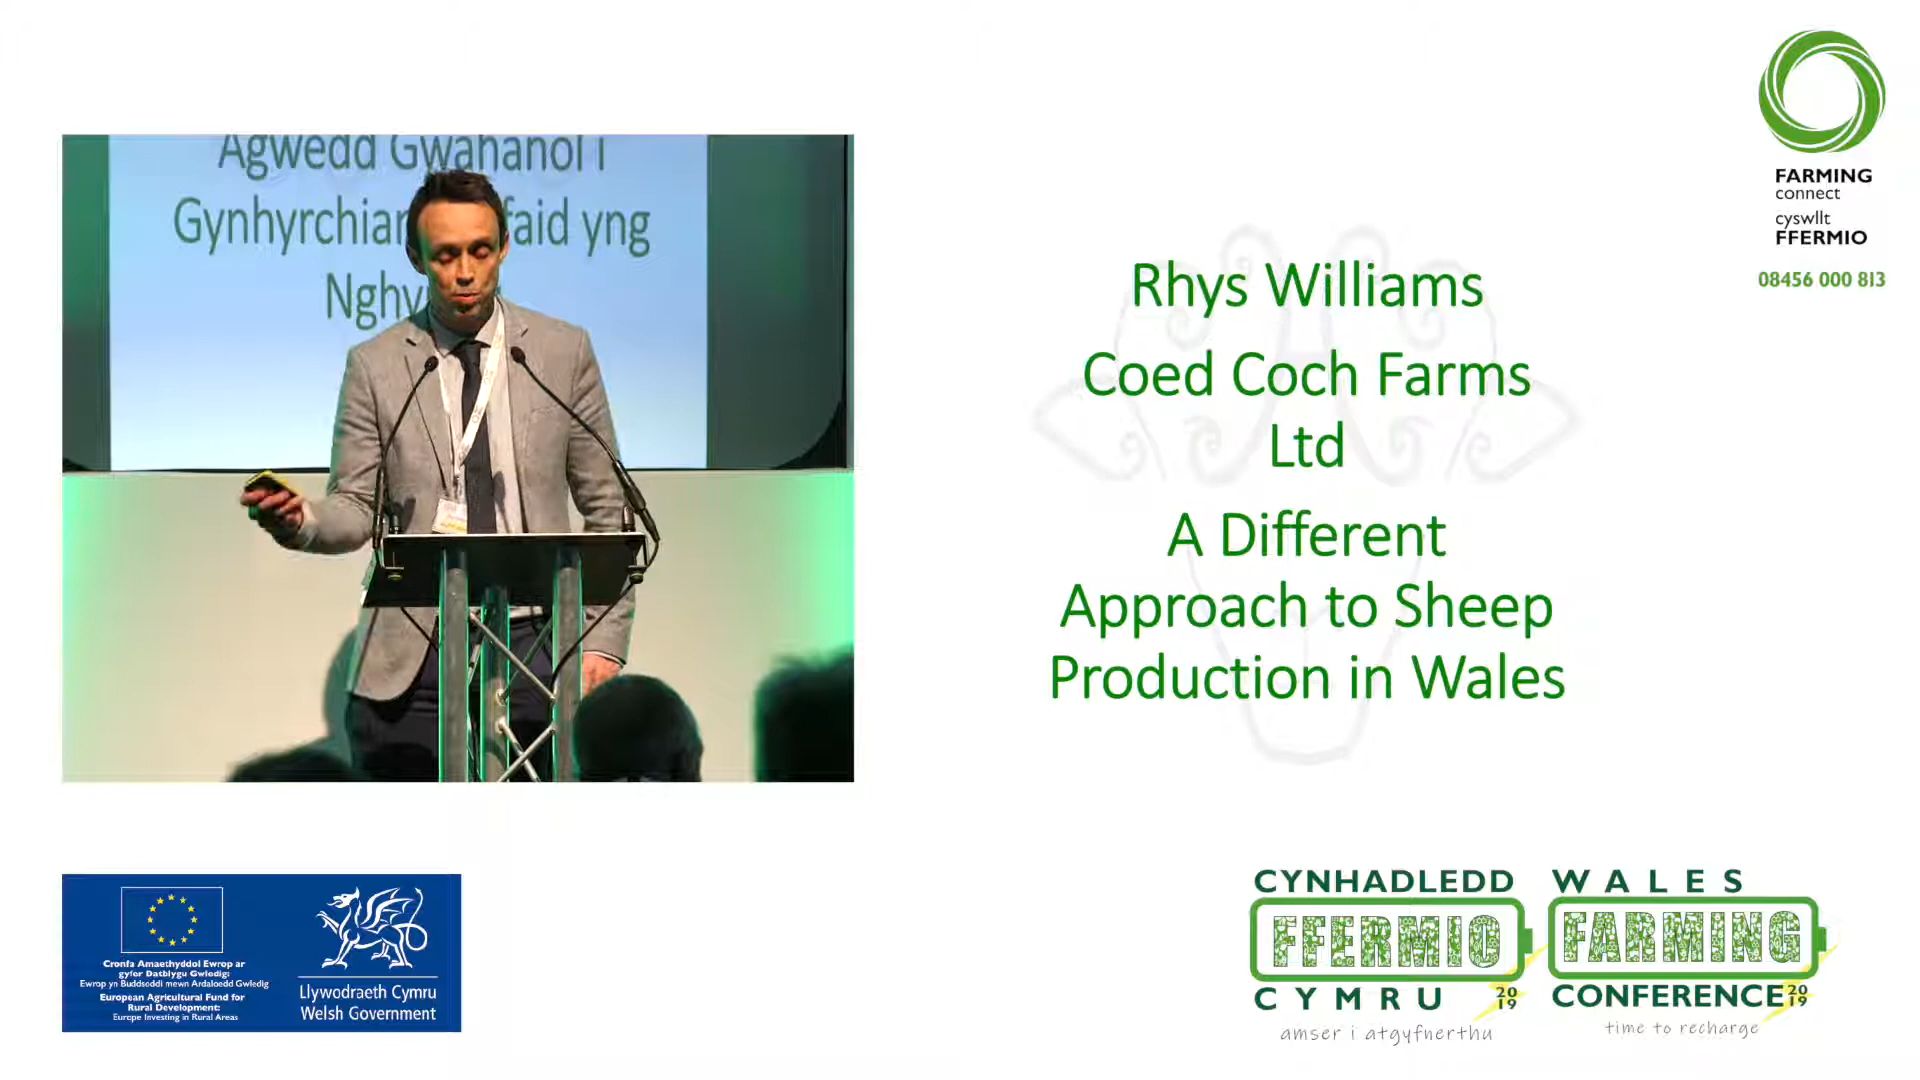 Agwedd Gwahanol i
faid yng
Rhys Williams
Coed Coch Farms
Ltd
A Different
Approach to Sheep
Production in Wales
FARMING
connect
cyswllt
FFERMIO
08456 000 813
Cronfa Amaethyddol Ewrop ar
gyfer Datblygu Gwledig:
Ewrop yn Buddsoddi mewn Ardaloedd Gwledig
European Agricultural Fund for
Rural Development:
Europe Investing in Rural Areas
Llywodraeth Cymru
Welsh Government
CYNHADLEDD
FFERMIO
CYMRU 2019
amser i atgyfnerthu
WALES
FARMING
CONFERENCE 2019
time to recharge